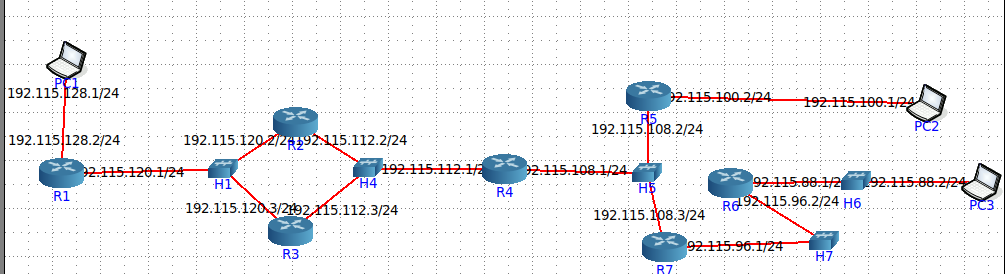 PC1
192.115.128.1/24
192.115.128.2/24
R1
2.115.120.1/24
H1
192.115.120.2/24
R2
192.115.112.2/24
192.115.120.3/24
192.115.112.3/24
R3
H4
192.115.112.1/2
R4
2.115.108.1/24
R5
2.115.100.2/24
192.115.100.1/24
PC2
192.115.108.2/24
H5
192.115.108.3/24
R7
92.115.96.1/24
H7
R6
192.115.96.2/24
92.115.88.1/2
H6
92.115.88.2/24
PC3